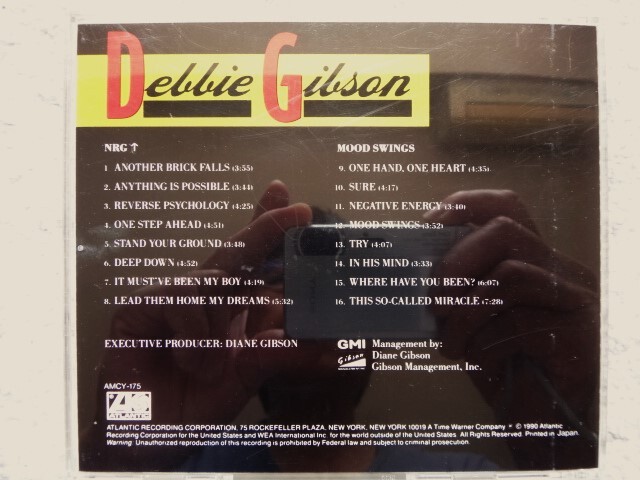 Debbie Gibson
NRG ↑
1 ANOTHER BRICK FALLS (3:55)
2. ANYTHING IS POSSIBLE (3:44)
3. REVERSE PSYCHOLOGY (4:25)
4. ONE STEP AHEAD (4:51)
5. STAND YOUR GROUND (3:48)
6. DEEP DOWN (4:52)
7. IT MUST'VE BEEN MY BOY (4:19)
8. LEAD THEM HOME MY DREAMS (5:32)
MOOD SWINGS
9. ONE HAND, ONE HEART (4:35)
10. SURE (4:17)
11. NEGATIVE ENERGY (3:40)
12. MOOD SWINGS (3:52)
13. TRY (4:07)
14. IN HIS MIND (3:33)
15. WHERE HAVE YOU BEEN? (6:07)
16. THIS SO-CALLED MIRACLE (7:28)
EXECUTIVE PRODUCER: DIANE GIBSON
GMI Management by:
Gibson Diane Gibson
Gibson Management, Inc.
AMCY-175
ATLANTIC
ATLANTIC RECORDING CORPORATION, 75 ROCKEFELLER PLAZA, NEW YORK, NEW YORK 10019 A Time Warner Company ℗ © 1990 Atlantic
Recording Corporation for the United States and WEA International Inc. for the world outside of the United States. All Rights Reserved. Printed in Japan.
Warning: Unauthorized reproduction of this recording is prohibited by Federal law and subject to criminal prosecution.